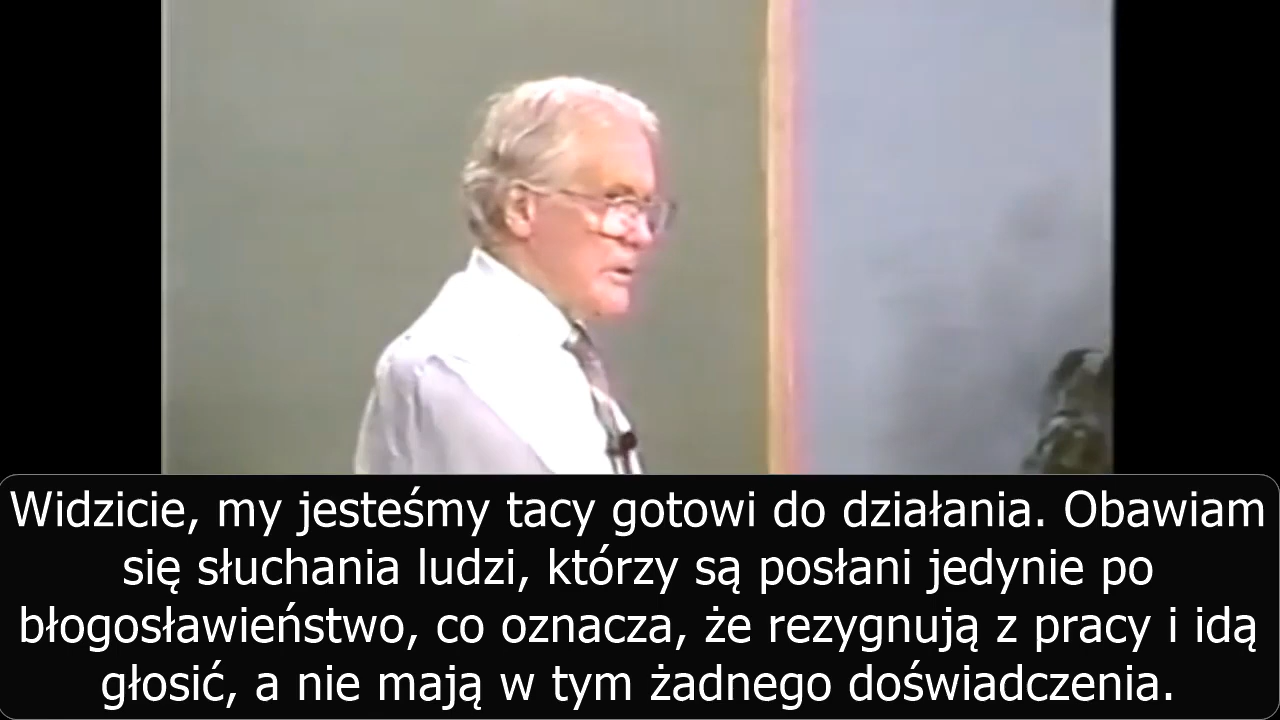 Widzicie, my jesteśmy tacy gotowi do działania. Obawiam
się słuchania ludzi, którzy są posłani jedynie po
błogosławieństwo, co oznacza, że rezygnują z pracy i idą
głosić, a nie mają w tym żadnego doświadczenia.